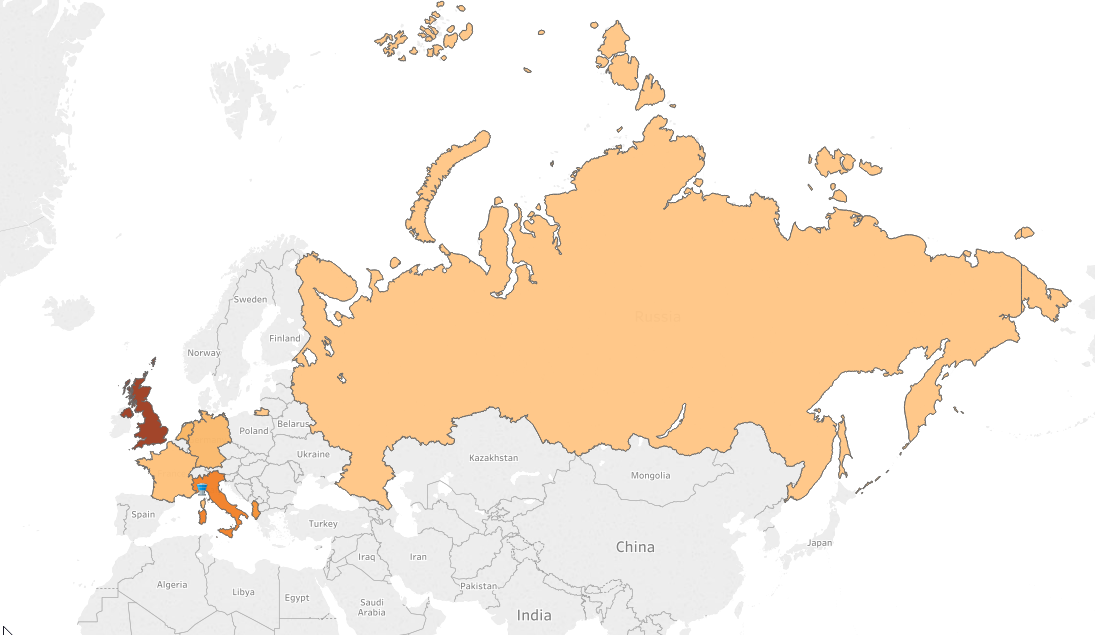 Sweden
Finland
Norway
Russia
Poland
Belarus
Ukraine
Kazakhstan
Mongolia
Spain
Turkey
China
Japan
Iraq
Iran
Algeria
Libya
Egypt
Pakistan
Saudi
Arabia
India